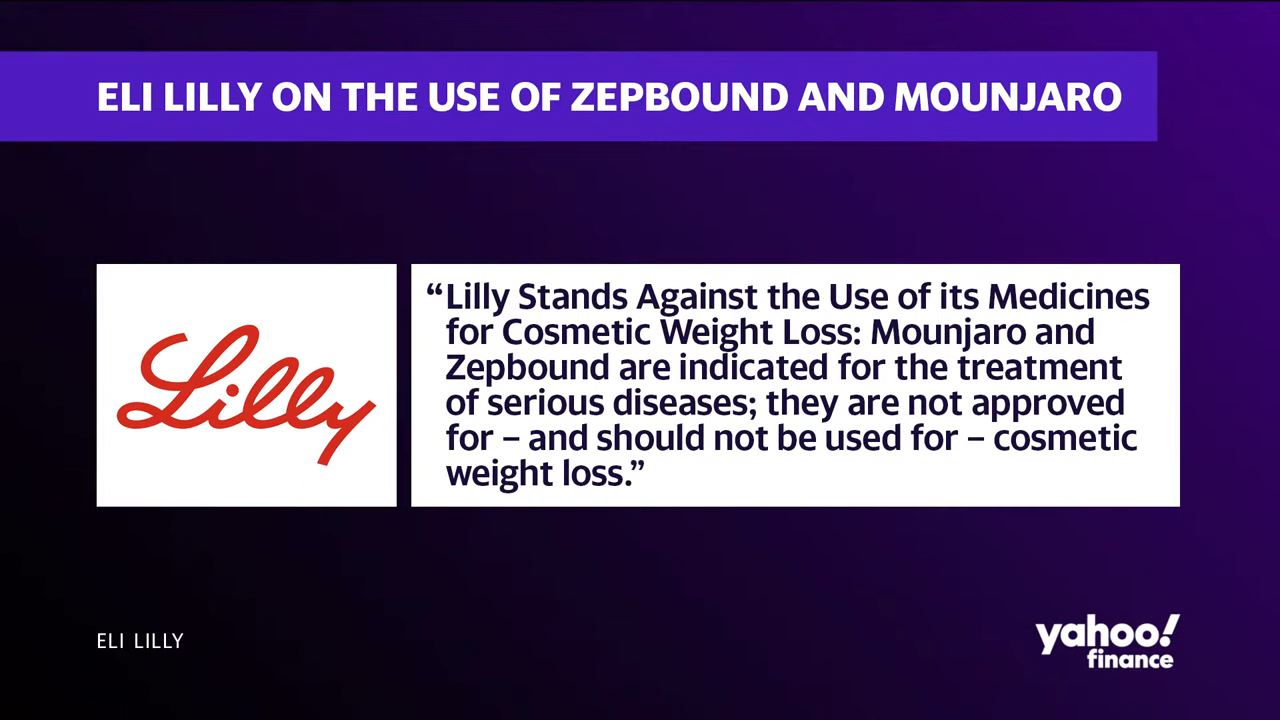 ELI LILLY ON THE USE OF ZEPBOUND AND MOUNJARO
Lilly
“Lilly Stands Against the Use of its Medicines
for Cosmetic Weight Loss: Mounjaro and
Zepbound are indicated for the treatment
of serious diseases; they are not approved
for – and should not be used for – cosmetic
weight loss.”
ELI LILLY
yahoo!
finance